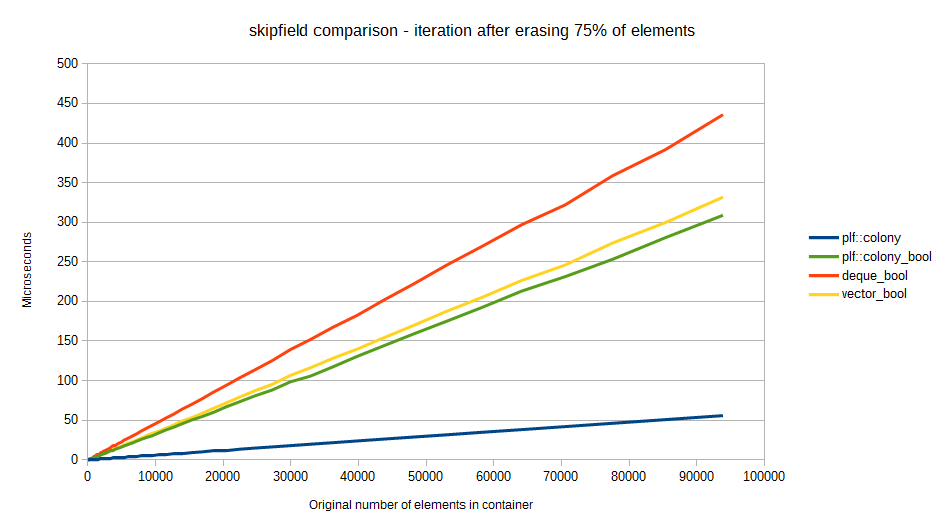 skipfield comparison - iteration after erasing 75% of elements
500
450
400
350
300
250
200
150
100
50
0
Microseconds
0 10000 20000 30000 40000 50000 60000 70000 80000 90000 100000
Original number of elements in container
plf::colony
plf::colony_bool
deque_bool
vector_bool